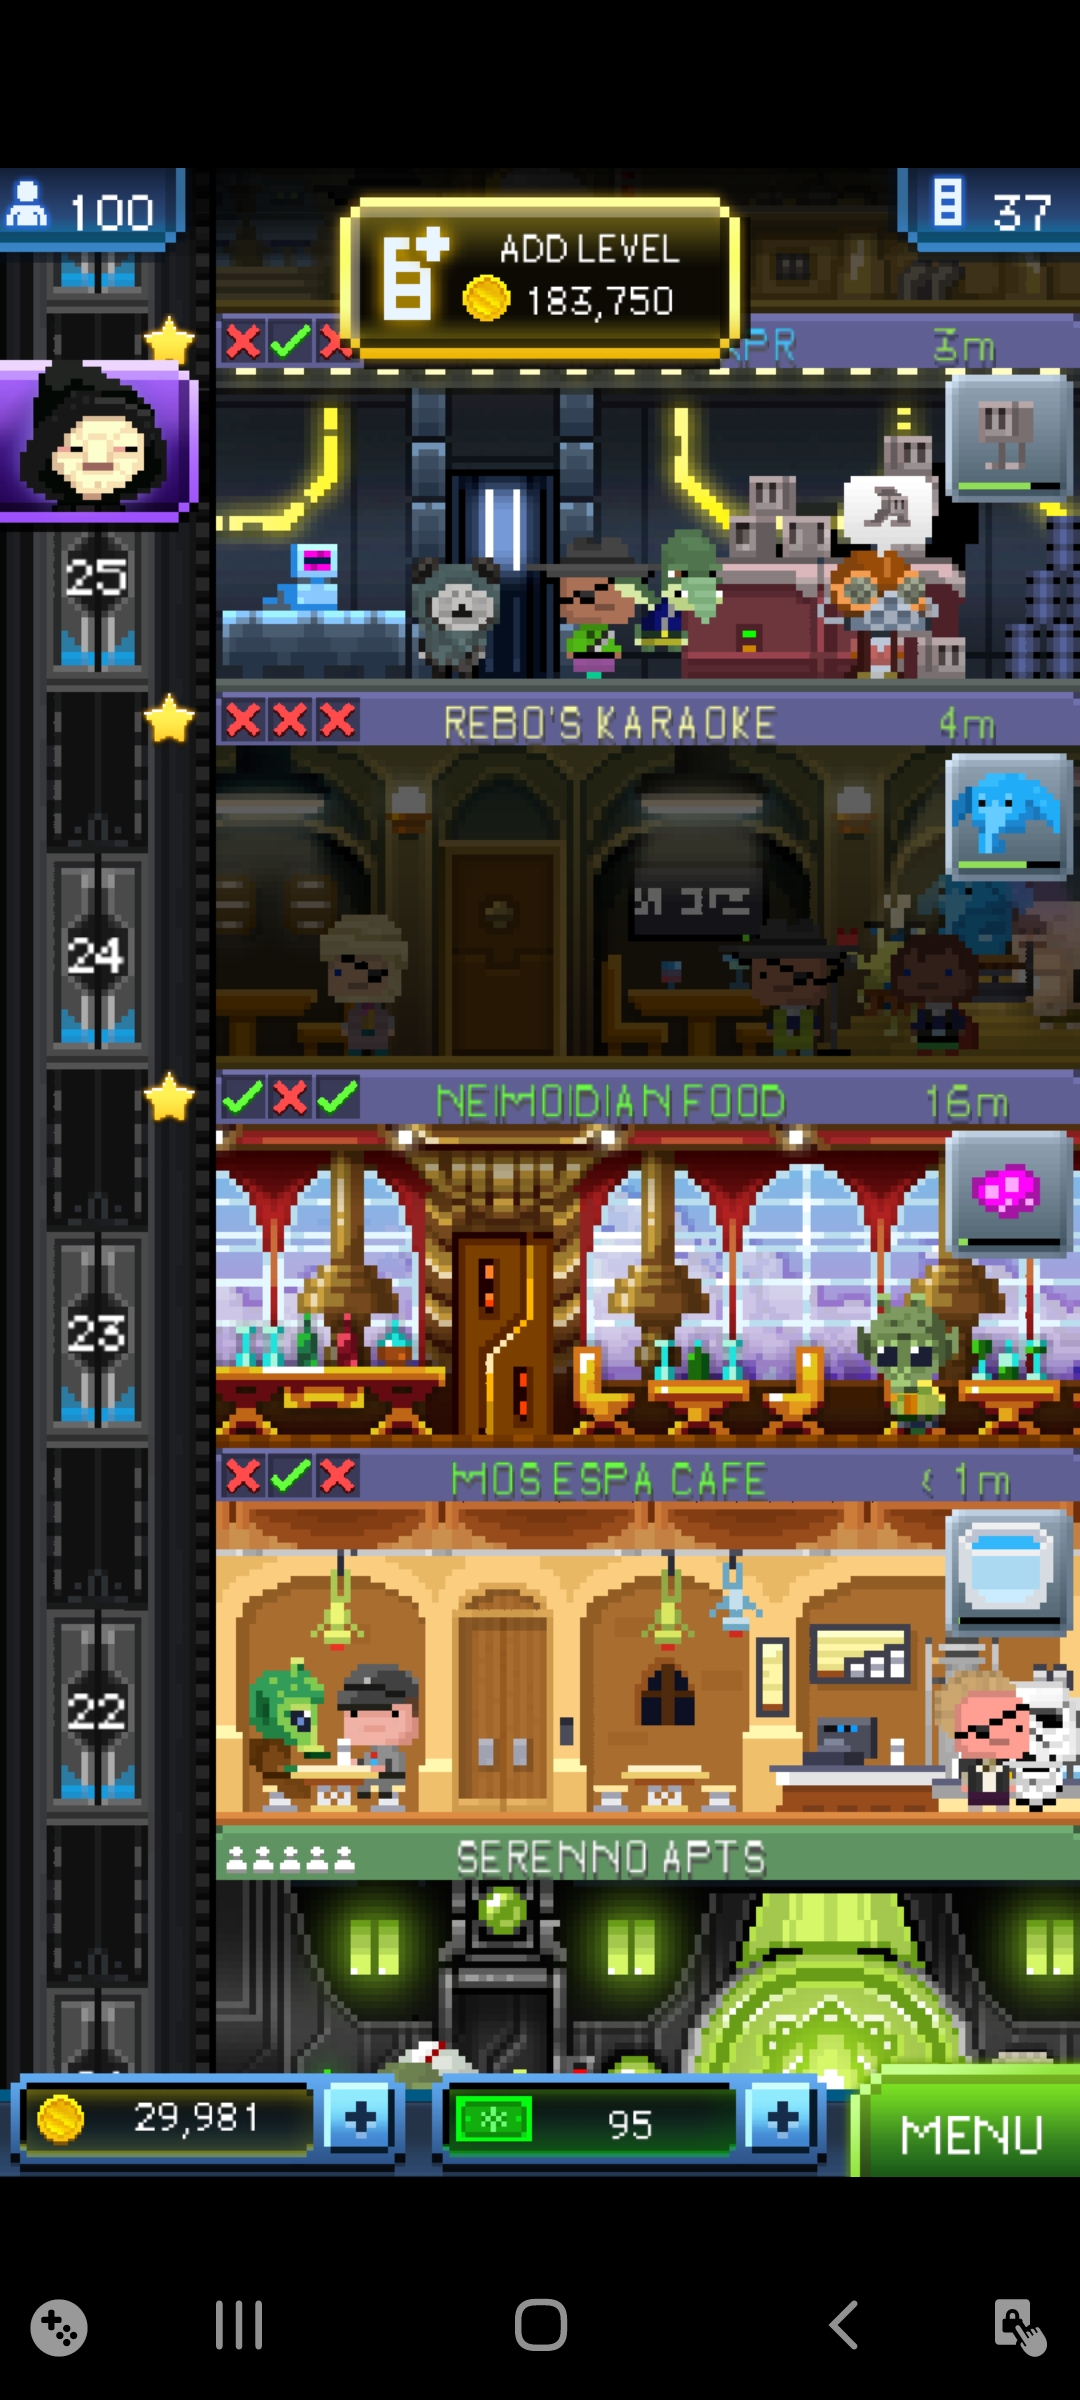 100
37
ADD LEVEL
183,750
3m
25
REBO'S KARAOKE 4m
24
NEIMOIDIAN FOOD 16m
23
MOS ESPA CAFE < 1m
22
SERENNO APTS
29,981
95
MENU